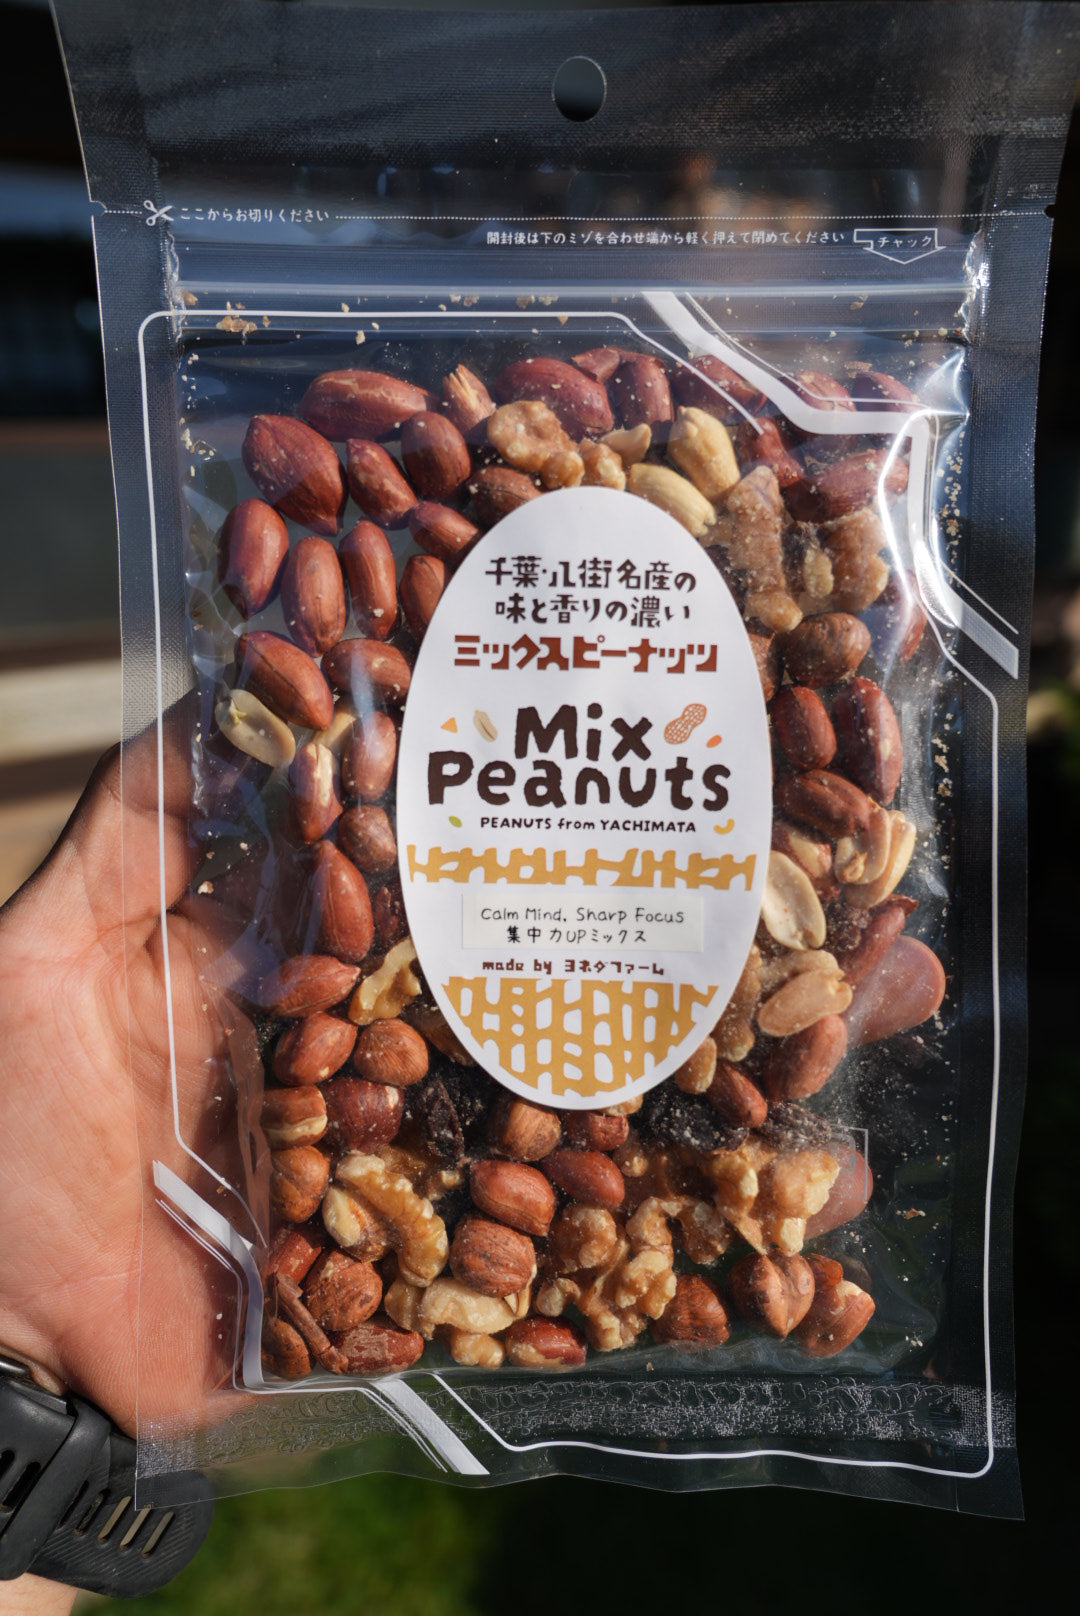 ここからお切りください
開封後は下のミゾを合わせ端から軽く押えて閉めてください
チャック
千葉・八街名産の
味と香りの濃い
ミックスピーナッツ
Mix
Peanuts
PEANUTS from YACHIMATA
Calm Mind, Sharp Focus
集中力UPミックス
made by ヨネダファーム